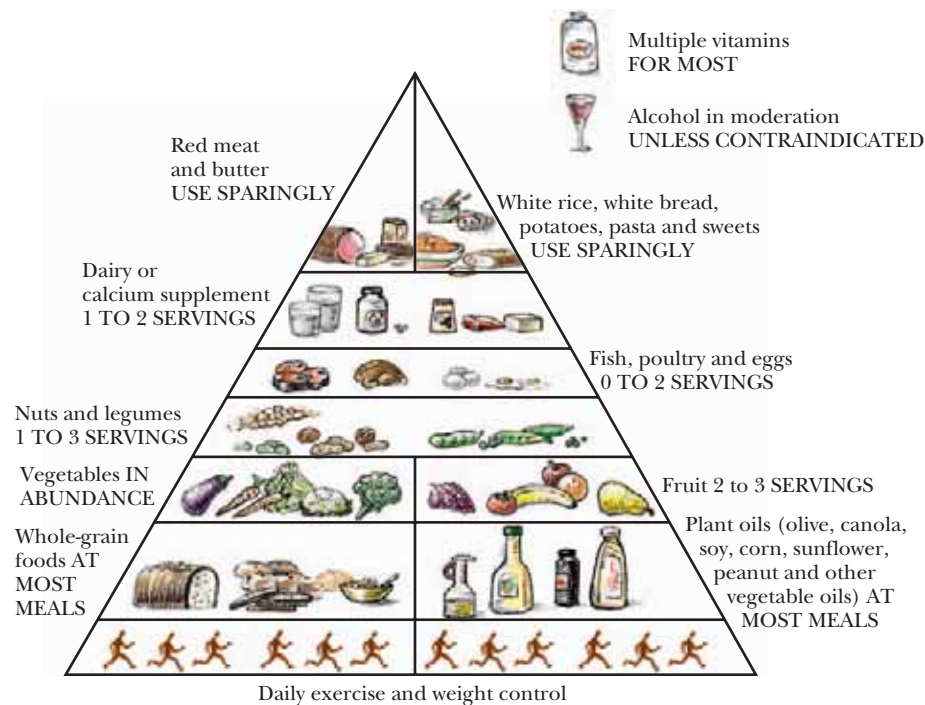 Multiple vitamins
FOR MOST
Alcohol in moderation
UNLESS CONTRAINDICATED
Red meat
and butter
USE SPARINGLY
White rice, white bread,
potatoes, pasta and sweets
USE SPARINGLY
Dairy or
calcium supplement
1 TO 2 SERVINGS
Fish, poultry and eggs
0 TO 2 SERVINGS
Nuts and legumes
1 TO 3 SERVINGS
Vegetables IN
ABUNDANCE
Fruit 2 to 3 SERVINGS
Whole-grain
foods AT
MOST
MEALS
Plant oils (olive, canola,
soy, corn, sunflower,
peanut and other
vegetable oils) AT
MOST MEALS
Daily exercise and weight control